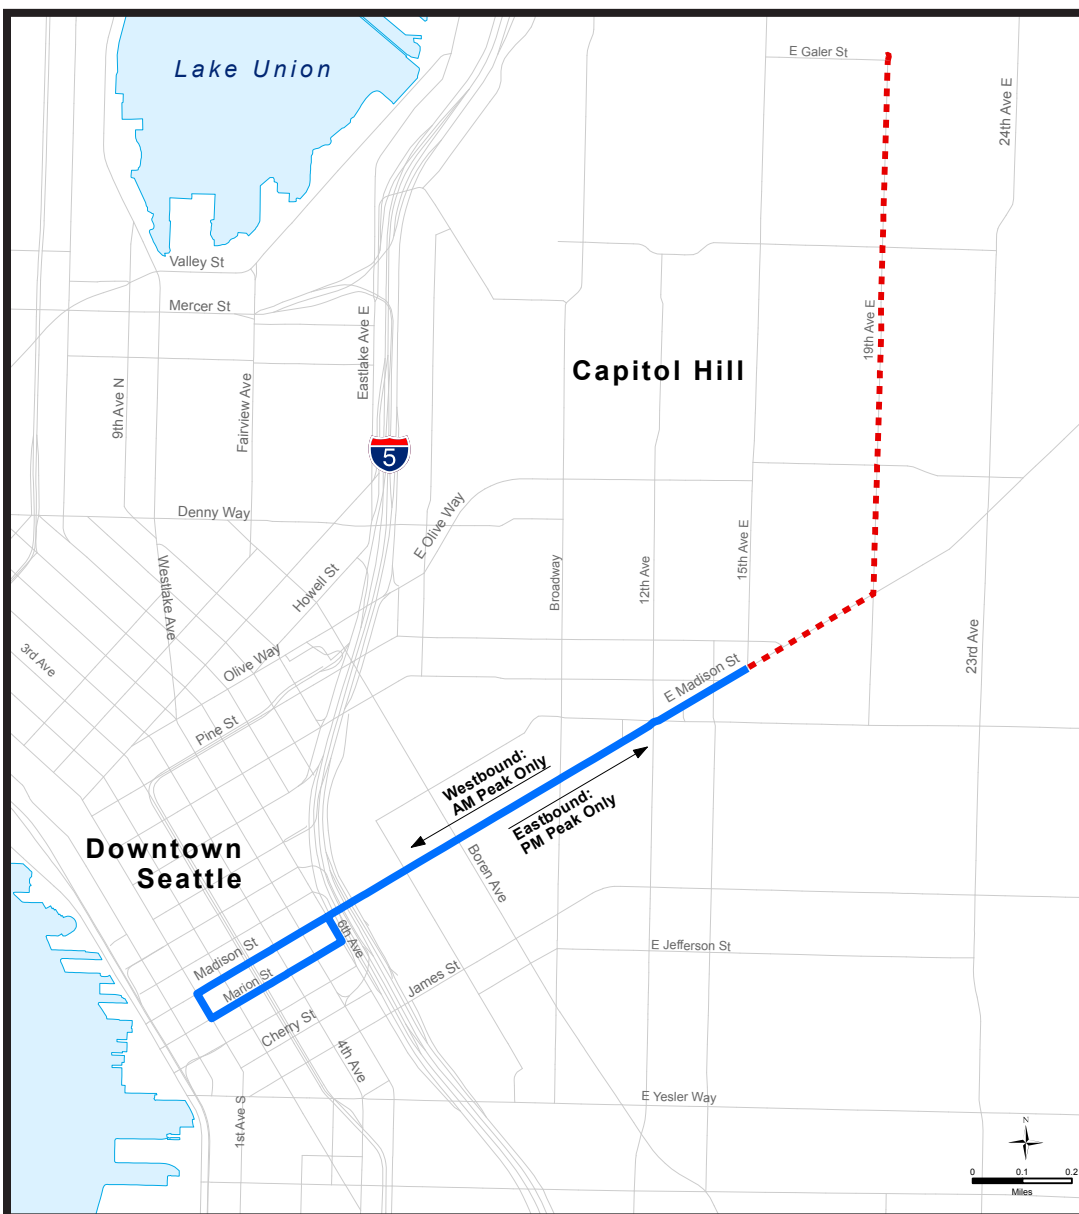 E Galer St
Lake Union
24th Ave E
Valley St
Mercer St
19th Ave E
Eastlake Ave E
Capitol Hill
9th Ave N
Fairview Ave
5
Denny Way
E Olive Way
15th Ave E
Westlake Ave
Howell St
Broadway
12th Ave
3rd Ave
Olive Way
23rd Ave
E Madison St
Pine St
Westbound:
AM Peak Only
Eastbound:
PM Peak Only
Downtown
Seattle
Boren Ave
6th Ave
Madison St
E Jefferson St
Marion St
James St
Cherry St
4th Ave
E Yesler Way
1st Ave S
N
0 0.1 0.2
Miles